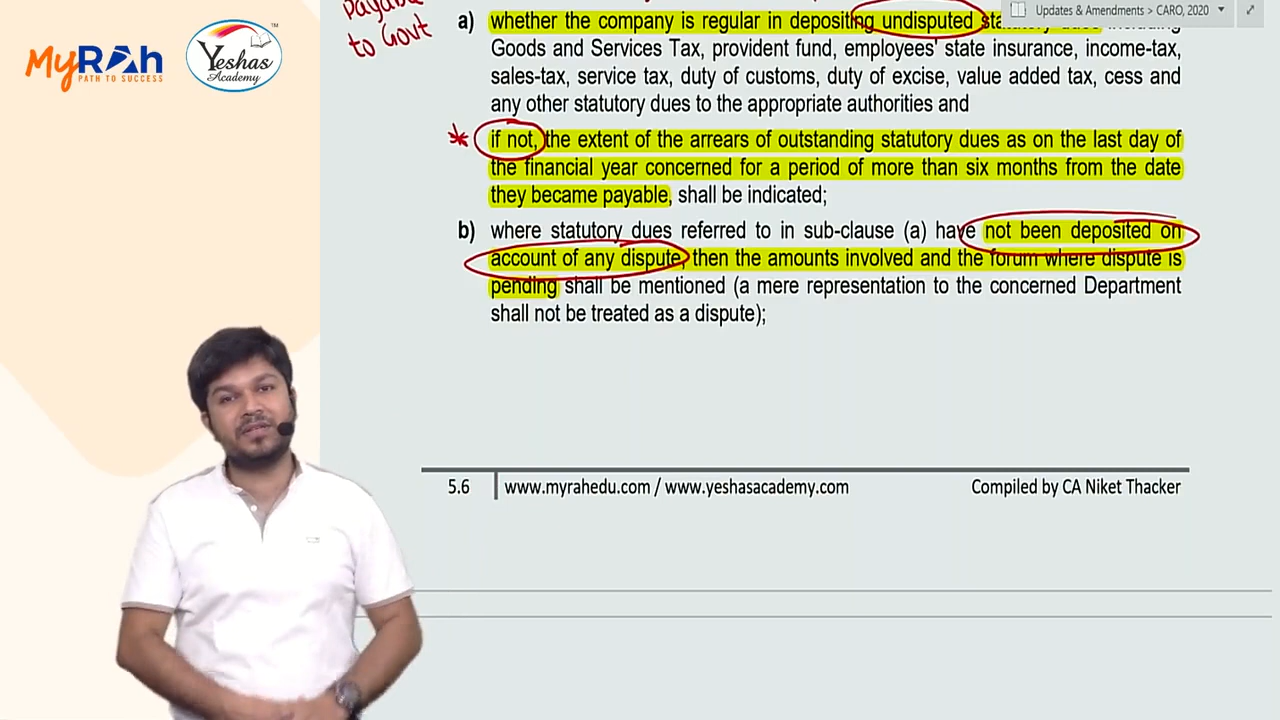 MyRAh
PATH TO SUCCESS
Yeshas
Academy
TM
payable
to Govt
Updates & Amendments > CARO, 2020
a) whether the company is regular in depositing undisputed
Goods and Services Tax, provident fund, employees' state insurance, income-tax,
sales-tax, service tax, duty of customs, duty of excise, value added tax, cess and
any other statutory dues to the appropriate authorities and
* if not, the extent of the arrears of outstanding statutory dues as on the last day of
the financial year concerned for a period of more than six months from the date
they became payable, shall be indicated;
b) where statutory dues referred to in sub-clause (a) have not been deposited on
account of any dispute, then the amounts involved and the forum where dispute is
pending shall be mentioned (a mere representation to the concerned Department
shall not be treated as a dispute);
5.6 www.myrahedu.com / www.yeshasacademy.com Compiled by CA Niket Thacker